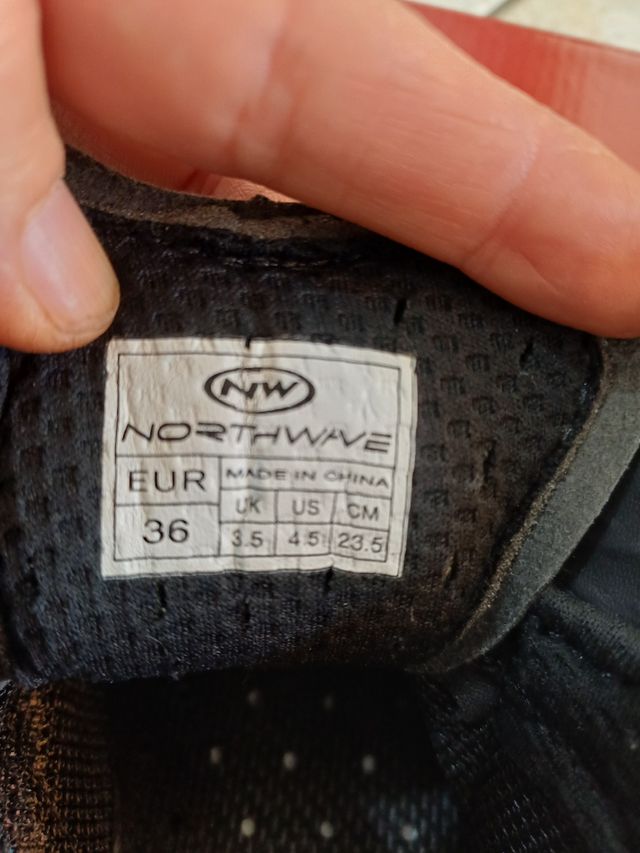 NW
NORTHWAVE
EUR MADE IN CHINA
UK US CM
36 3.5 4.5 23.5